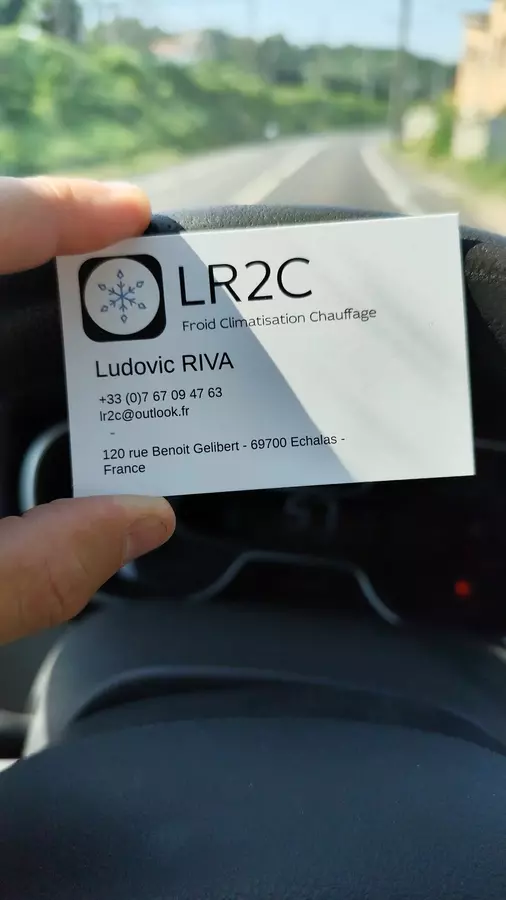 LR2C
Froid Climatisation Chauffage
Ludovic RIVA
+33 (0)7 67 09 47 63
lr2c@outlook.fr
-
120 rue Benoit Gelibert - 69700 Echalas -
France